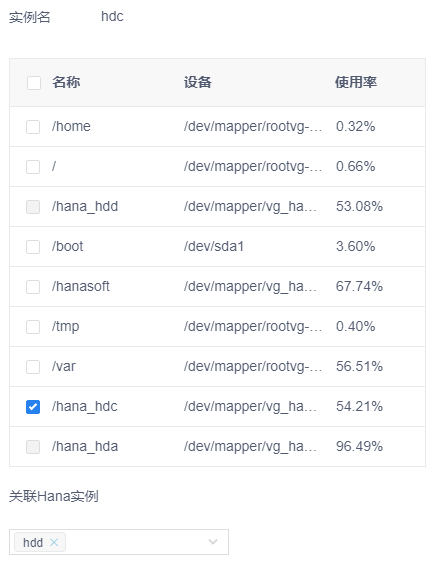 实例名 hdc
名称 设备 使用率
/home /dev/mapper/rootvg-... 0.32%
/ /dev/mapper/rootvg-... 0.66%
/hana_hdd /dev/mapper/vg_ha... 53.08%
/boot /dev/sda1 3.60%
/hanasoft /dev/mapper/vg_ha... 67.74%
/tmp /dev/mapper/rootvg-... 0.40%
/var /dev/mapper/rootvg-... 56.51%
/hana_hdc /dev/mapper/vg_ha... 54.21%
/hana_hda /dev/mapper/vg_ha... 96.49%
关联Hana实例
hdd